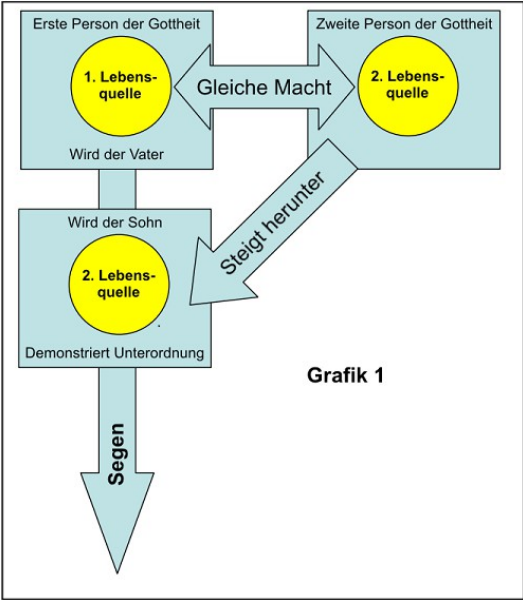 Erste Person der Gottheit
Zweite Person der Gottheit
1. Lebens-
quelle
Gleiche Macht
2. Lebens-
quelle
Wird der Vater
Steigt herunter
Wird der Sohn
2. Lebens-
quelle
Demonstriert Unterordnung
Grafik 1
Segen